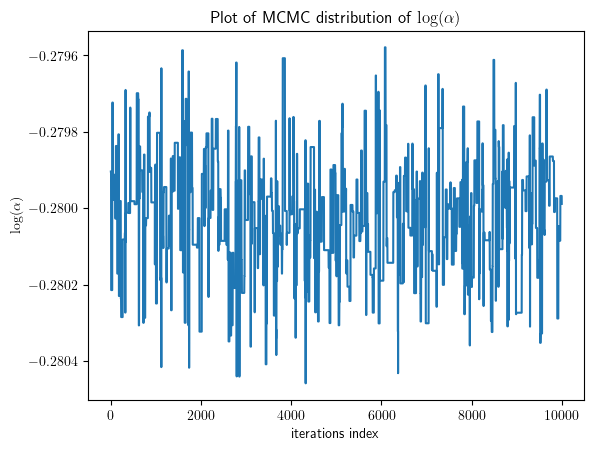 Plot of MCMC distribution of log(α)
−0.2796
−0.2798
−0.2800
−0.2802
−0.2804
log(α)
0 2000 4000 6000 8000 10000
iterations index